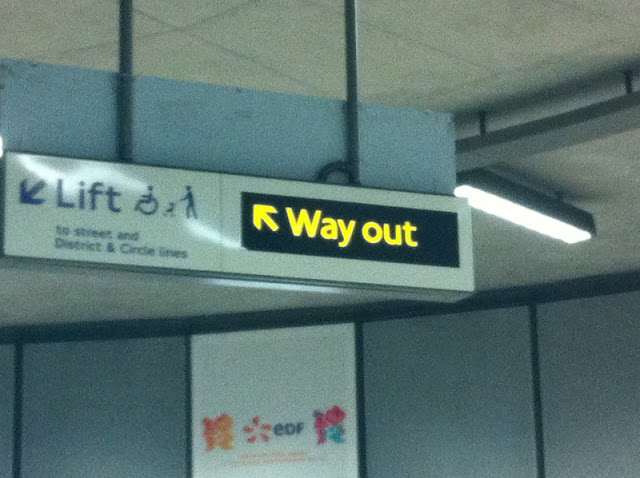 Lift
to street and
District & Circle lines
Way out
eDF